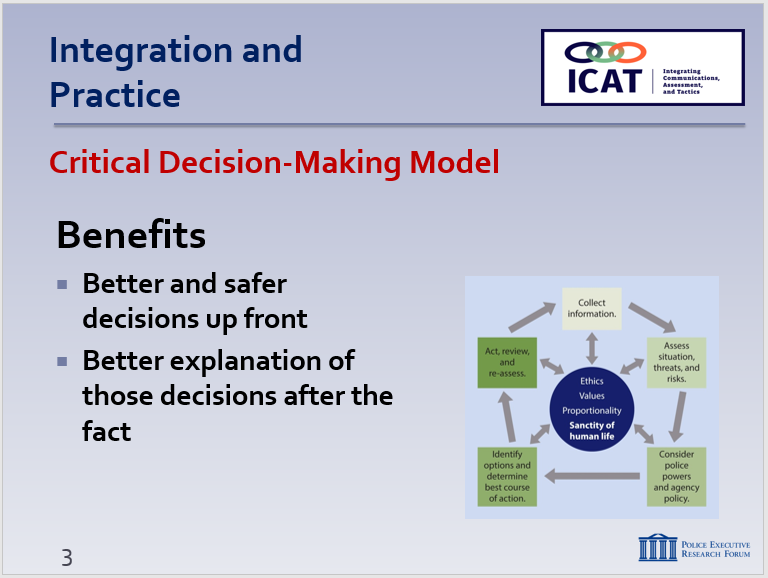 Integration and
Practice
ICAT
Integrating
Communications,
Assessment,
and Tactics
Critical Decision-Making Model
Benefits
Better and safer
decisions up front
Better explanation of
those decisions after the
fact
Collect
information.
Assess
situation,
threats, and
risks.
Consider
police
powers
and agency
policy.
Identify
options and
determine
best course
of action.
Act, review,
and
re-assess.
Ethics
Values
Proportionality
Sanctity of
human life
3
Police Executive
Research Forum